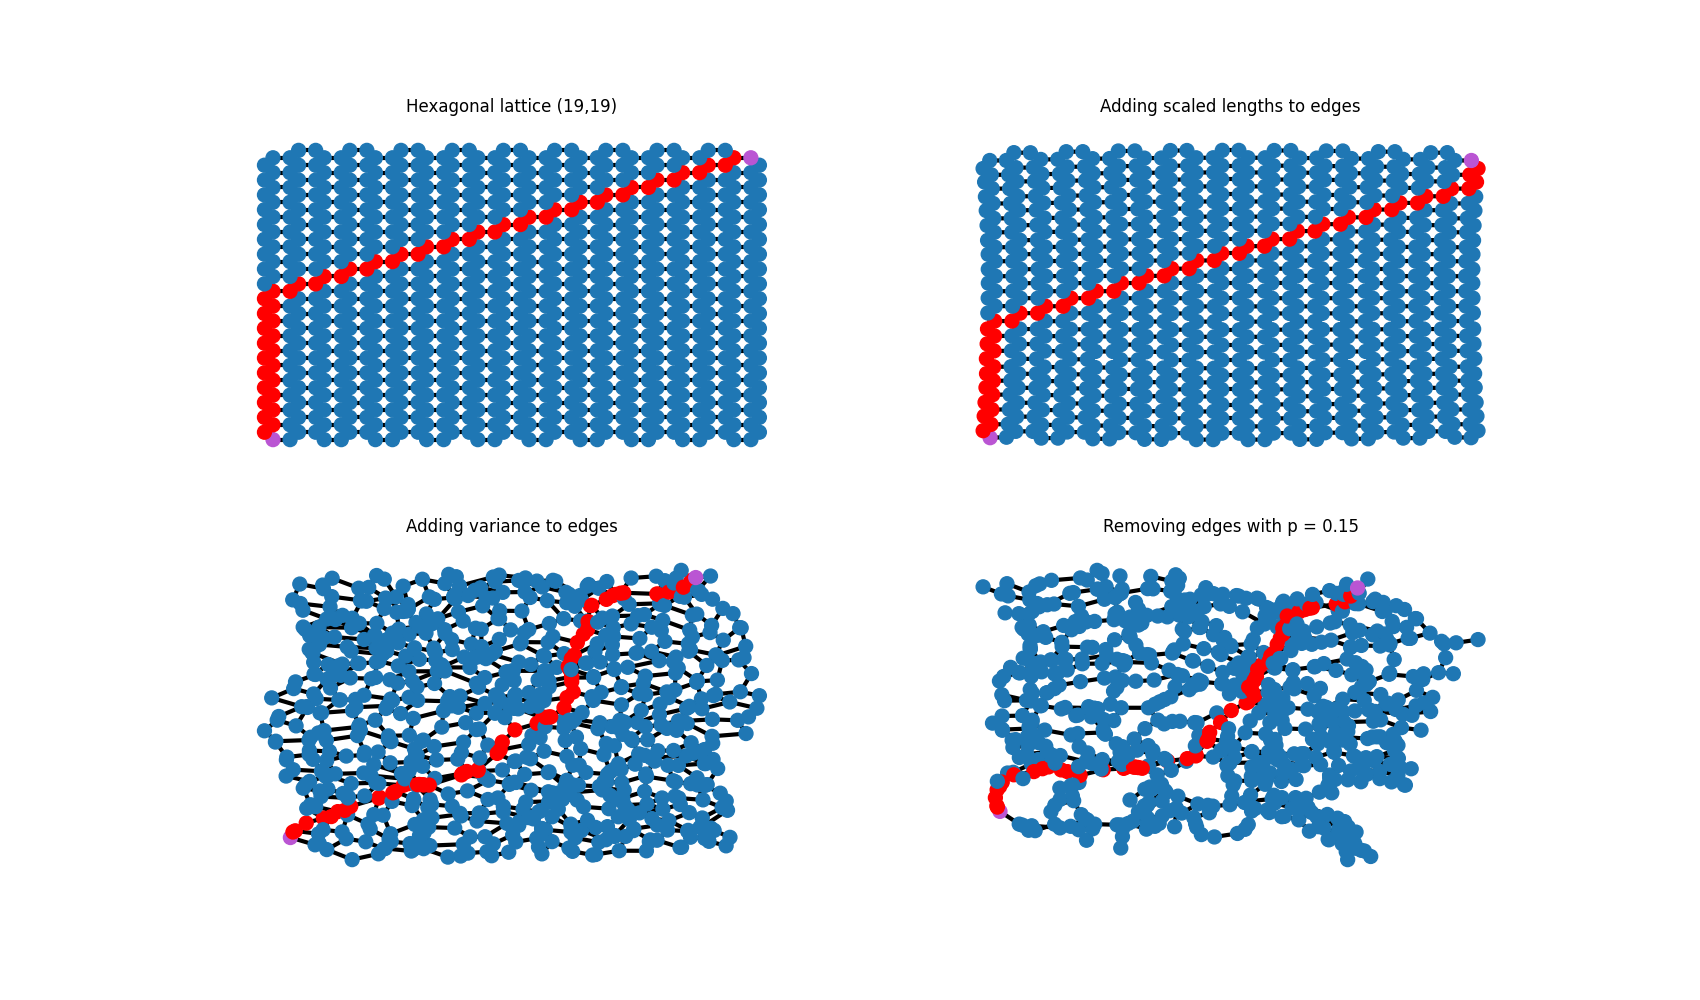 Hexagonal lattice (19,19)
Adding scaled lengths to edges
Adding variance to edges
Removing edges with p = 0.15